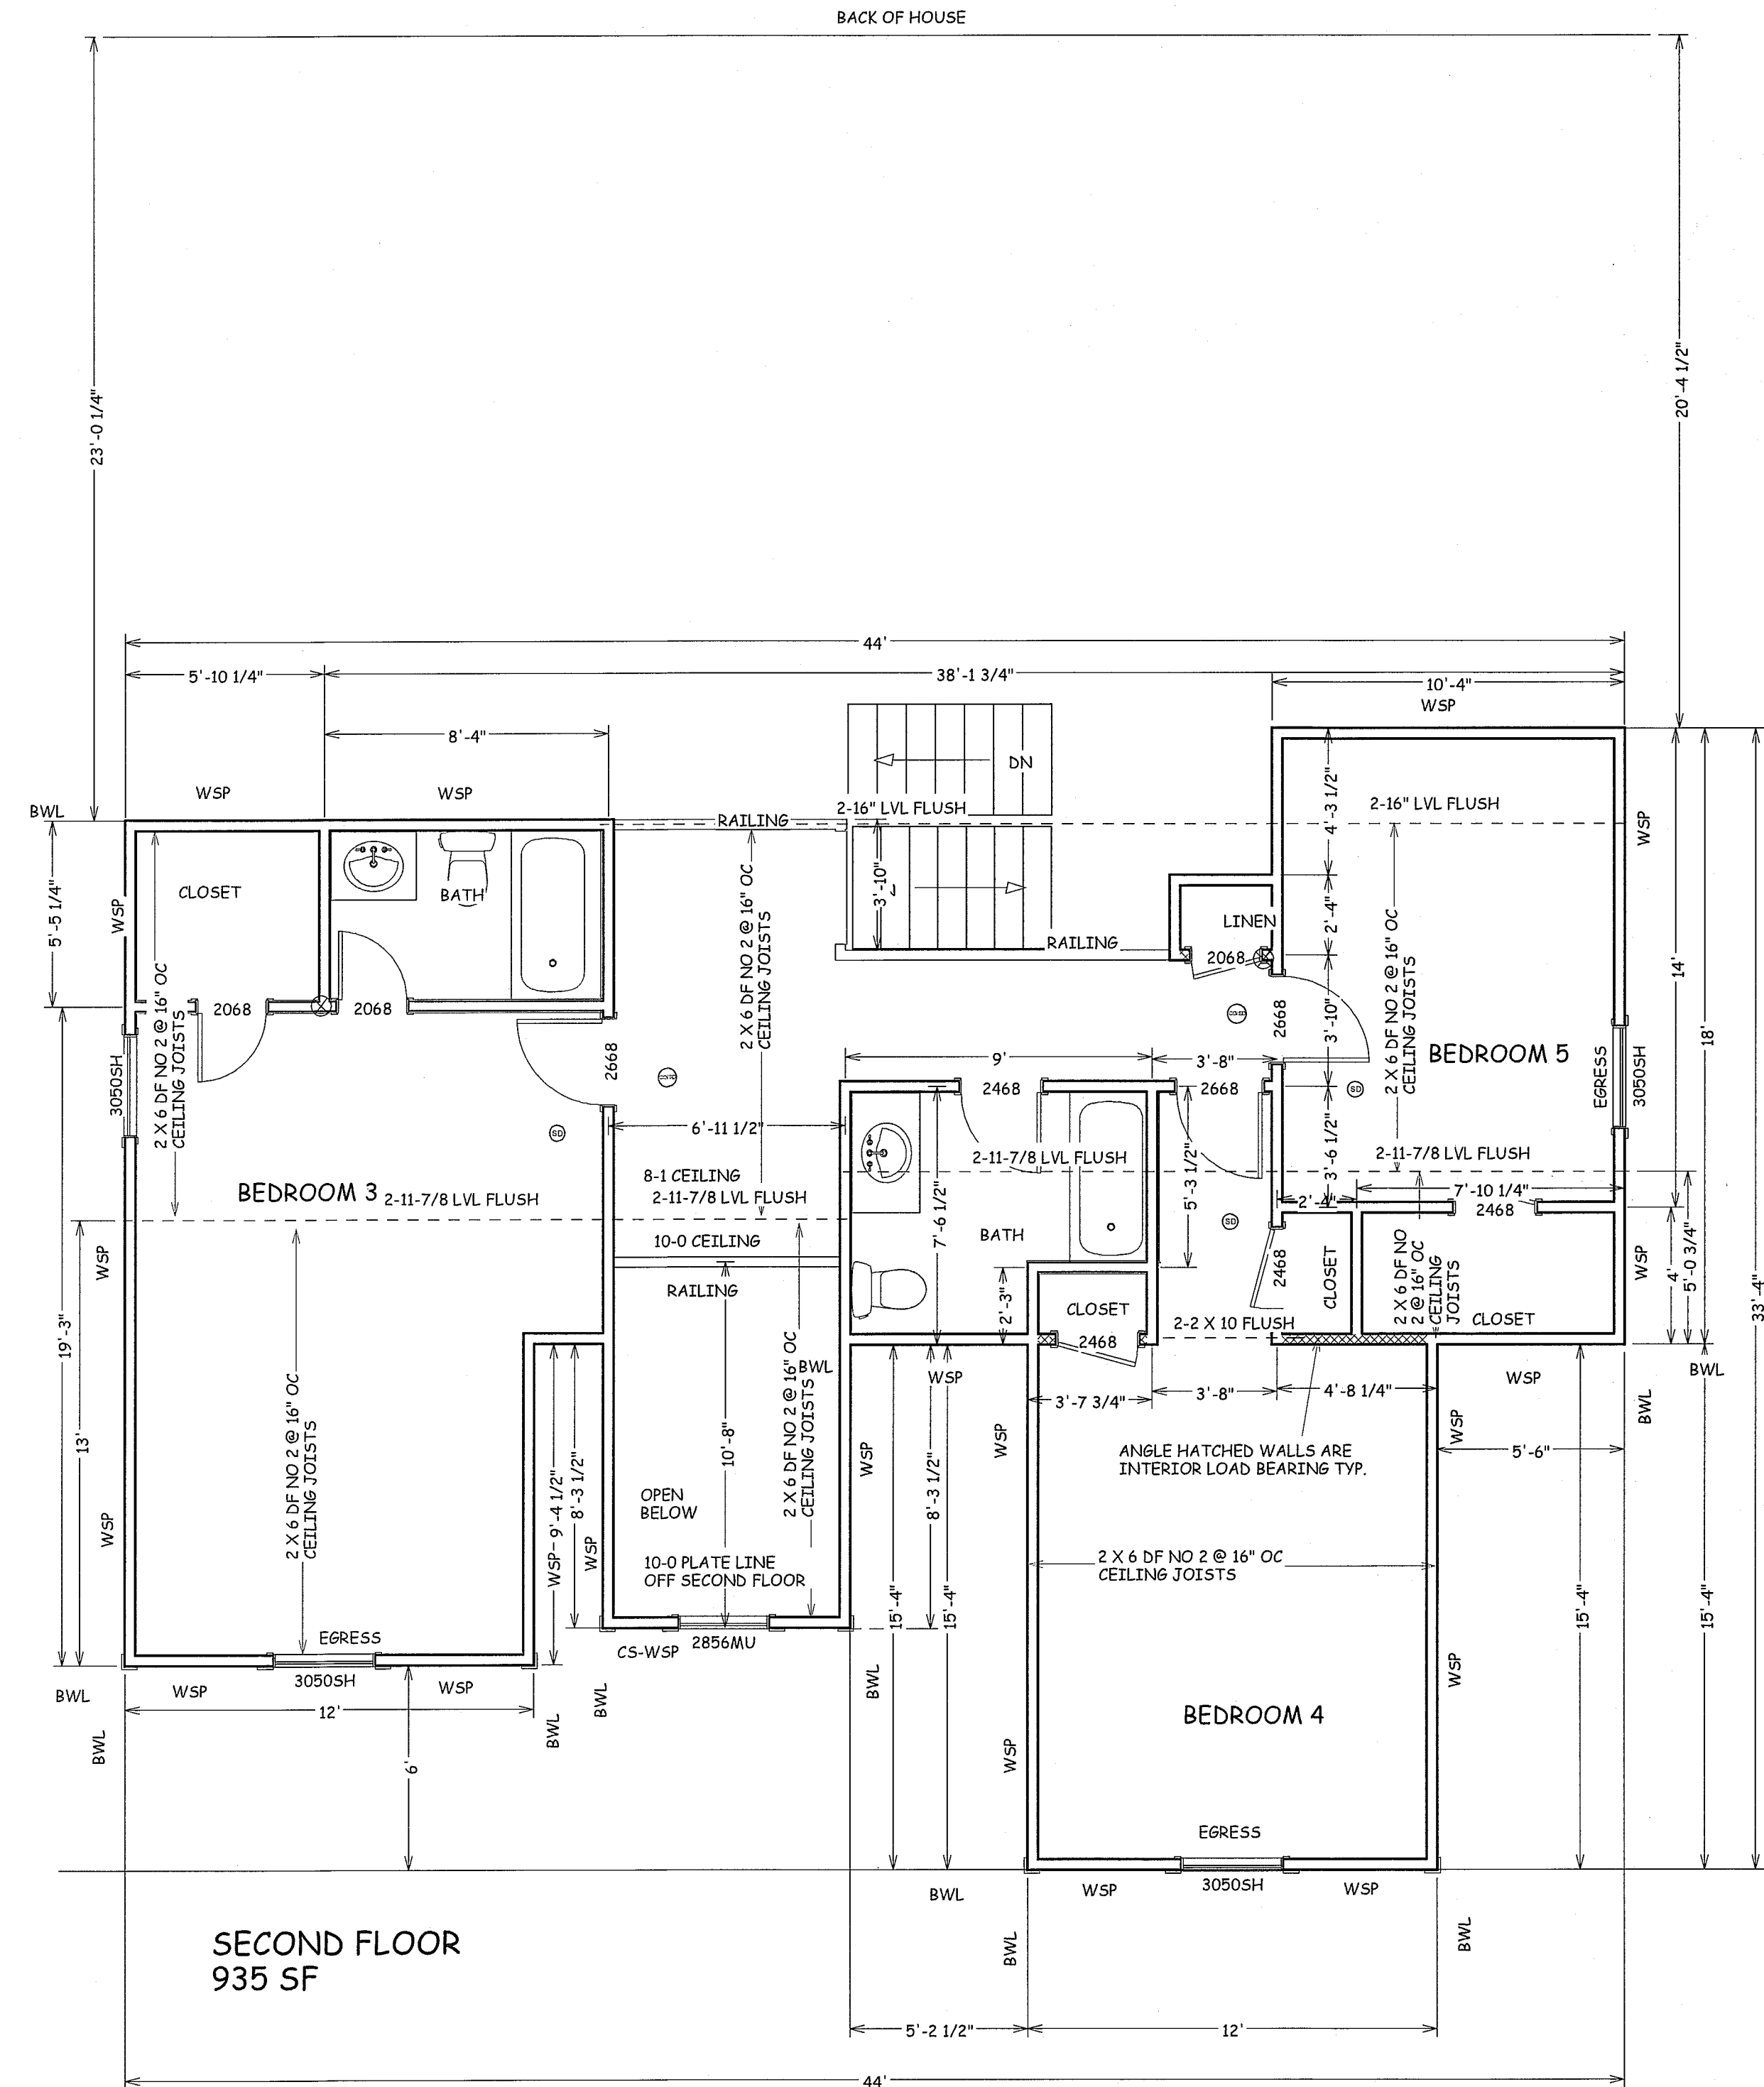 BACK OF HOUSE
23'-0 1/4"
20'-4 1/2"
44'
5'-10 1/4"
38'-1 3/4"
10'-4"
WSP
8'-4"
DN
WSP
WSP
BWL
2-16" LVL FLUSH
2-16" LVL FLUSH
RAILING
4'-3 1/2"
WSP
CLOSET
BATH
3'-10"
5'-5 1/4"
WSP
2 X 6 DF NO 2 @ 16" OC
CEILING JOISTS
2 X 6 DF NO 2 @ 16" OC
CEILING JOISTS
LINEN
2'-4"
RAILING
2068
2068
2068
2 X 6 DF NO 2 @ 16" OC
CEILING JOISTS
14'
18'
33'-4"
3'-10"
2668
2668
BEDROOM 5
EGRESS
3050SH
3050SH
9'
3'-8"
2468
2668
SD
SD
6'-11 1/2"
2-11-7/8 LVL FLUSH
2-11-7/8 LVL FLUSH
8-1 CEILING
2-11-7/8 LVL FLUSH
BEDROOM 3
2-11-7/8 LVL FLUSH
5'-3 1/2"
3'-6 1/2"
2'-4"
7'-10 1/4"
2468
SD
7'-6 1/2"
BATH
10-0 CEILING
RAILING
WSP
WSP
4'
5'-0 3/4"
2468
CLOSET
2 X 6 DF NO
2 @ 16" OC
CEILING
JOISTS
CLOSET
2'-3"
CLOSET
2468
2-2 X 10 FLUSH
19'-3"
13'
BWL
WSP
WSP
BWL
BWL
3'-7 3/4"
3'-8"
4'-8 1/4"
WSP
WSP
WSP
5'-6"
ANGLE HATCHED WALLS ARE
INTERIOR LOAD BEARING TYP.
2 X 6 DF NO 2 @ 16" OC
CEILING JOISTS
10'-8"
2 X 6 DF NO 2 @ 16" OC
CEILING JOISTS
WSP
OPEN
BELOW
WSP
9'-4 1/2"
8'-3 1/2"
WSP
8'-3 1/2"
10-0 PLATE LINE
OFF SECOND FLOOR
2 X 6 DF NO 2 @ 16" OC
CEILING JOISTS
15'-4"
15'-4"
15'-4"
15'-4"
EGRESS
CS-WSP
2856MU
3050SH
WSP
WSP
BWL
12'
BWL
BWL
BWL
BWL
WSP
BEDROOM 4
WSP
6'
EGRESS
3050SH
WSP
WSP
BWL
BWL
BWL
SECOND FLOOR
935 SF
5'-2 1/2"
12'
44'